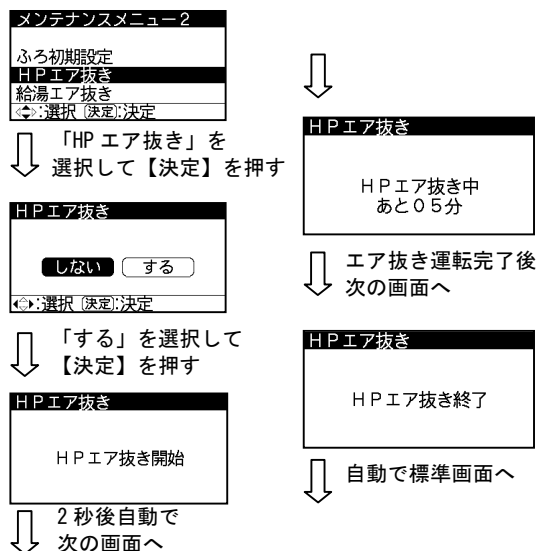 メンテナンスメニュー2
ふろ初期設定
HPエア抜き
給湯エア抜き
:選択 決定:決定
「HPエア抜き」を
選択して【決定】を押す
HPエア抜き
しない する
:選択 決定:決定
「する」を選択して
【決定】を押す
HPエア抜き
HPエア抜き開始
2秒後自動で
次の画面へ
HPエア抜き
HPエア抜き中
あと05分
エア抜き運転完了後
次の画面へ
HPエア抜き
HPエア抜き終了
自動で標準画面へ